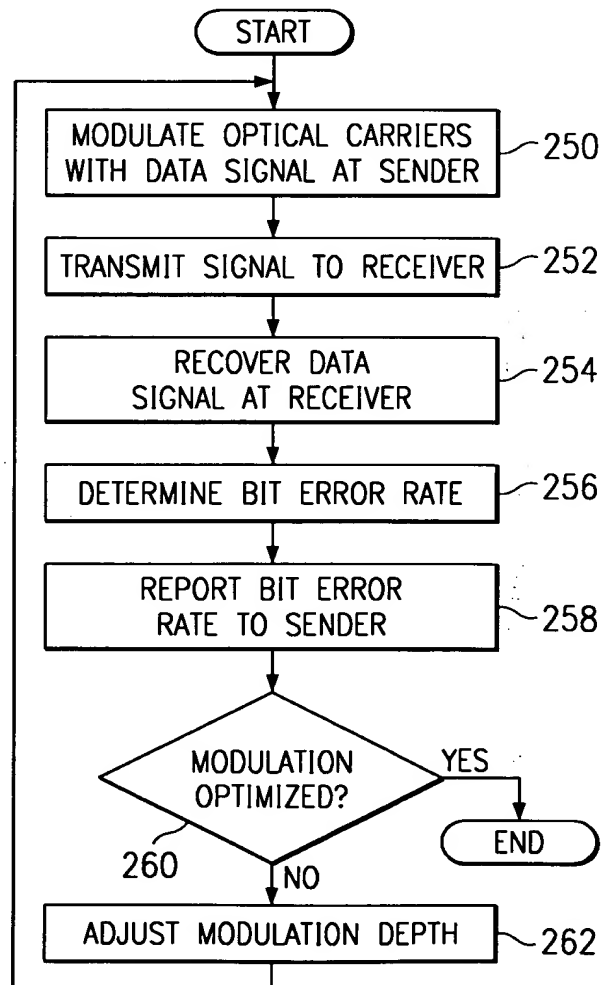 START
MODULATE OPTICAL CARRIERS
WITH DATA SIGNAL AT SENDER
250
TRANSMIT SIGNAL TO RECEIVER
252
RECOVER DATA
SIGNAL AT RECEIVER
254
DETERMINE BIT ERROR RATE
256
REPORT BIT ERROR
RATE TO SENDER
258
MODULATION
OPTIMIZED?
YES
260
END
NO
ADJUST MODULATION DEPTH
262